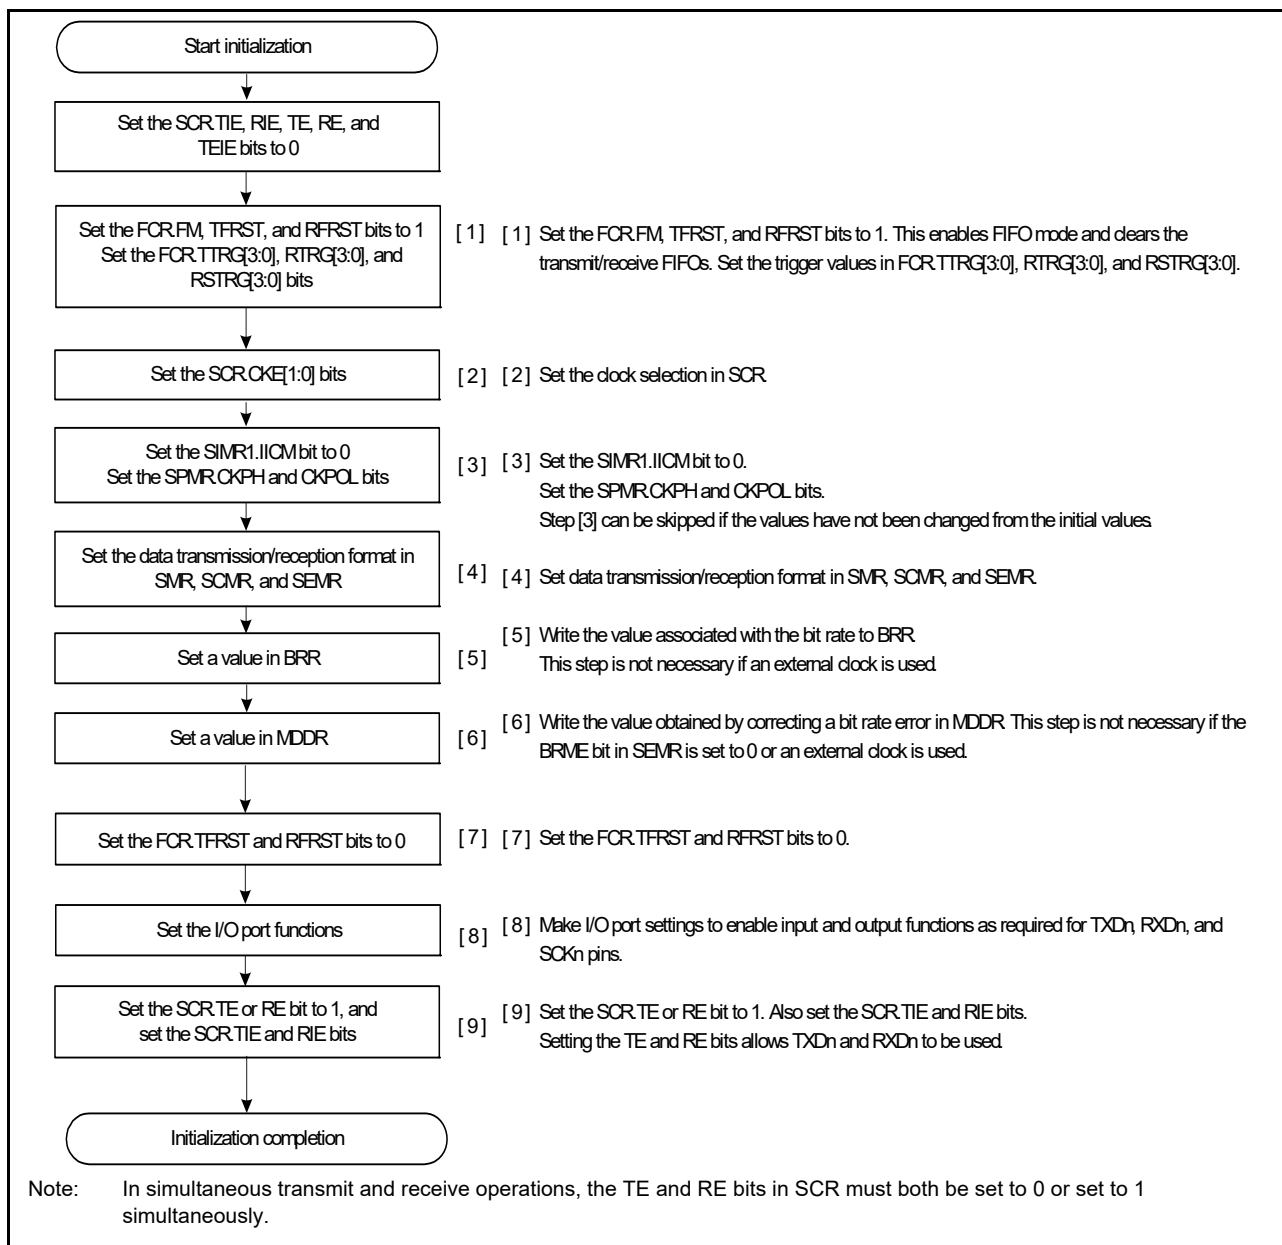 Start initialization
Set the SCR.TIE, RIE, TE, RE, and
TEIE bits to 0
Set the FCR.FM, TFRST, and RFRST bits to 1
Set the FCR.TTRG[3:0], RTRG[3:0], and
RSTRG[3:0] bits
[1]
[1] Set the FCR.FM, TFRST, and RFRST bits to 1. This enables FIFO mode and clears the
transmit/receive FIFOs. Set the trigger values in FCR.TTRG[3:0], RTRG[3:0], and RSTRG[3:0].
Set the SCR.CKE[1:0] bits
[2]
[2] Set the clock selection in SCR.
Set the SIMR1.IICM bit to 0
Set the SPMR.CKPH and CKPOL bits
[3]
[3] Set the SIMR1.IICM bit to 0.
Set the SPMR.CKPH and CKPOL bits.
Step [3] can be skipped if the values have not been changed from the initial values.
Set the data transmission/reception format in
SMR, SCMR, and SEMR
[4]
[4] Set data transmission/reception format in SMR, SCMR, and SEMR.
Set a value in BRR
[5]
[5] Write the value associated with the bit rate to BRR.
This step is not necessary if an external clock is used.
Set a value in MDDR
[6]
[6] Write the value obtained by correcting a bit rate error in MDDR. This step is not necessary if the
BRME bit in SEMR is set to 0 or an external clock is used.
Set the FCR.TFRST and RFRST bits to 0
[7]
[7] Set the FCR.TFRST and RFRST bits to 0.
Set the I/O port functions
[8]
[8] Make I/O port settings to enable input and output functions as required for TXDn, RXDn, and
SCKn pins.
Set the SCR.TE or RE bit to 1, and
set the SCR.TIE and RIE bits
[9]
[9] Set the SCR.TE or RE bit to 1. Also set the SCR.TIE and RIE bits.
Setting the TE and RE bits allows TXDn and RXDn to be used.
Initialization completion
Note: In simultaneous transmit and receive operations, the TE and RE bits in SCR must both be set to 0 or set to 1
simultaneously.